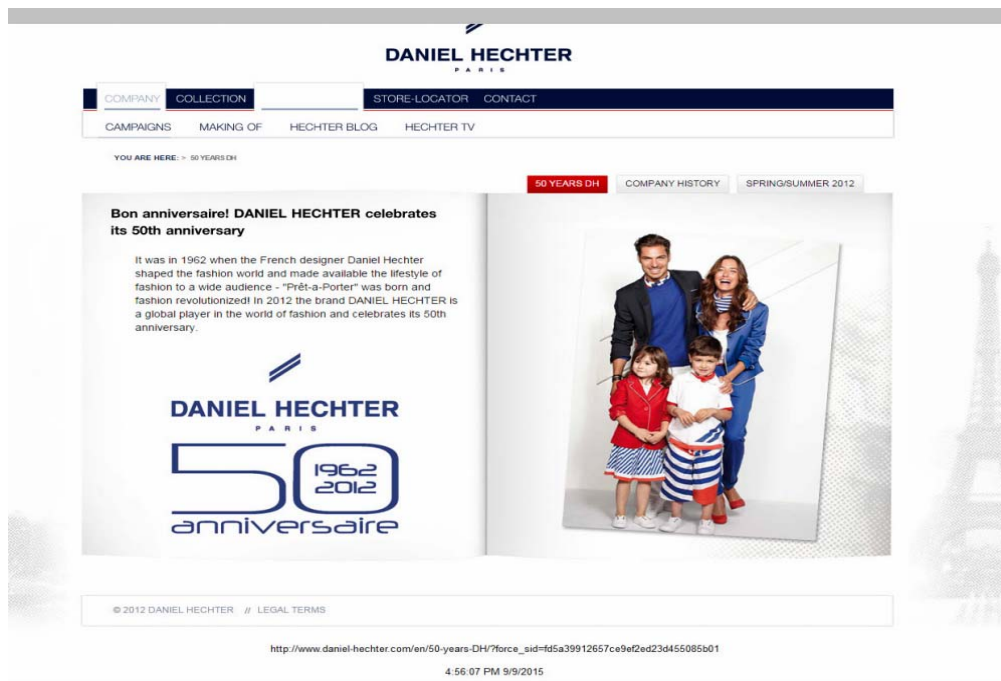 DANIEL HECHTER
PARIS
COMPANY COLLECTION STORE-LOCATOR CONTACT
CAMPAIGNS MAKING OF HECHTER BLOG HECHTER TV
YOU ARE HERE: > 50 YEARS DH
50 YEARS DH COMPANY HISTORY SPRING/SUMMER 2012
Bon anniversaire! DANIEL HECHTER celebrates
its 50th anniversary
It was in 1962 when the French designer Daniel Hechter
shaped the fashion world and made available the lifestyle of
fashion to a wide audience - "Prêt-a-Porter" was born and
fashion revolutionized! In 2012 the brand DANIEL HECHTER is
a global player in the world of fashion and celebrates its 50th
anniversary.
DANIEL HECHTER
PARIS
50 1962
2012
anniversaire
© 2012 DANIEL HECHTER // LEGAL TERMS
http://www.daniel-hechter.com/en/50-years-DH/?force_sid=fd5a39912657ce9ef2ed23d455085b01
4:56:07 PM 9/9/2015